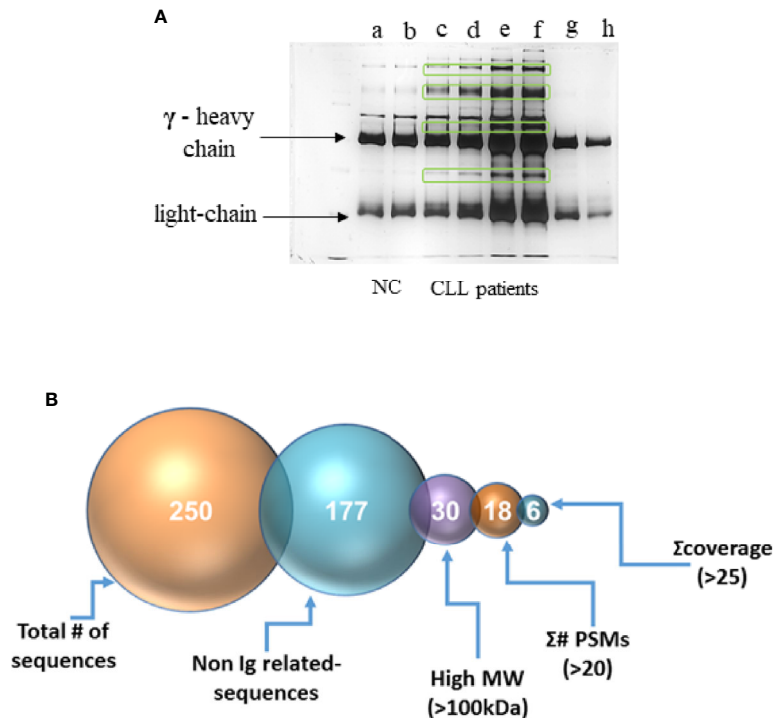 A
a b c d e f g h
γ - heavy
chain
light-chain
NC CLL patients
B
250 177 30 18 6
Σcoverage
(>25)
Total # of
sequences
Non Ig related-
sequences
High MW
(>100kDa)
Σ# PSMs
(>20)